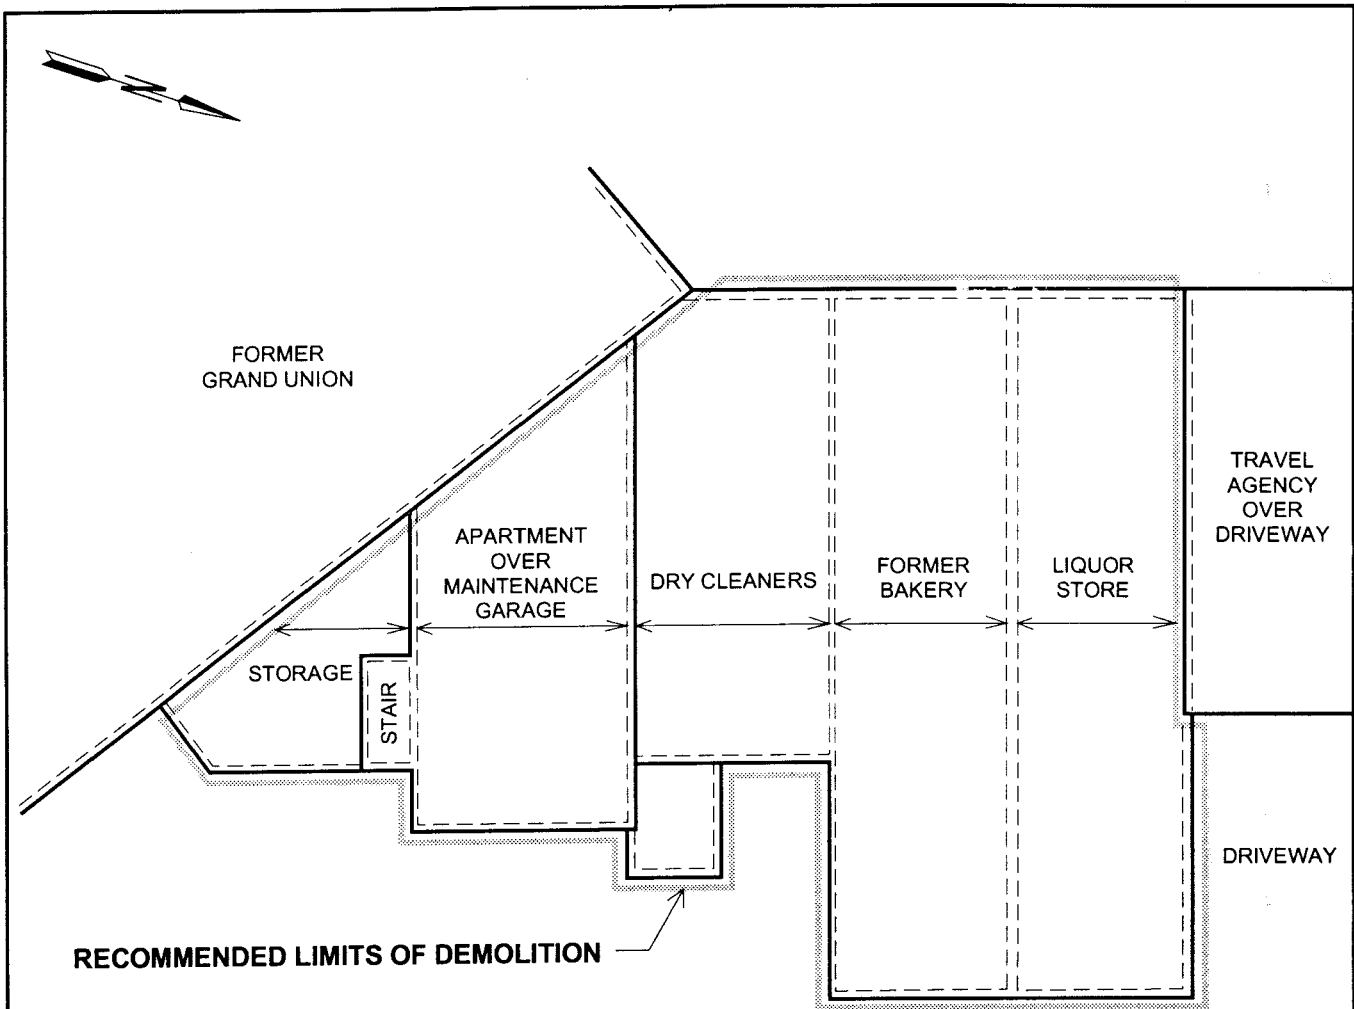 N
FORMER
GRAND UNION
APARTMENT
OVER
MAINTENANCE
GARAGE
DRY CLEANERS
FORMER
BAKERY
LIQUOR
STORE
TRAVEL
AGENCY
OVER
DRIVEWAY
STORAGE
STAIR
DRIVEWAY
RECOMMENDED LIMITS OF DEMOLITION